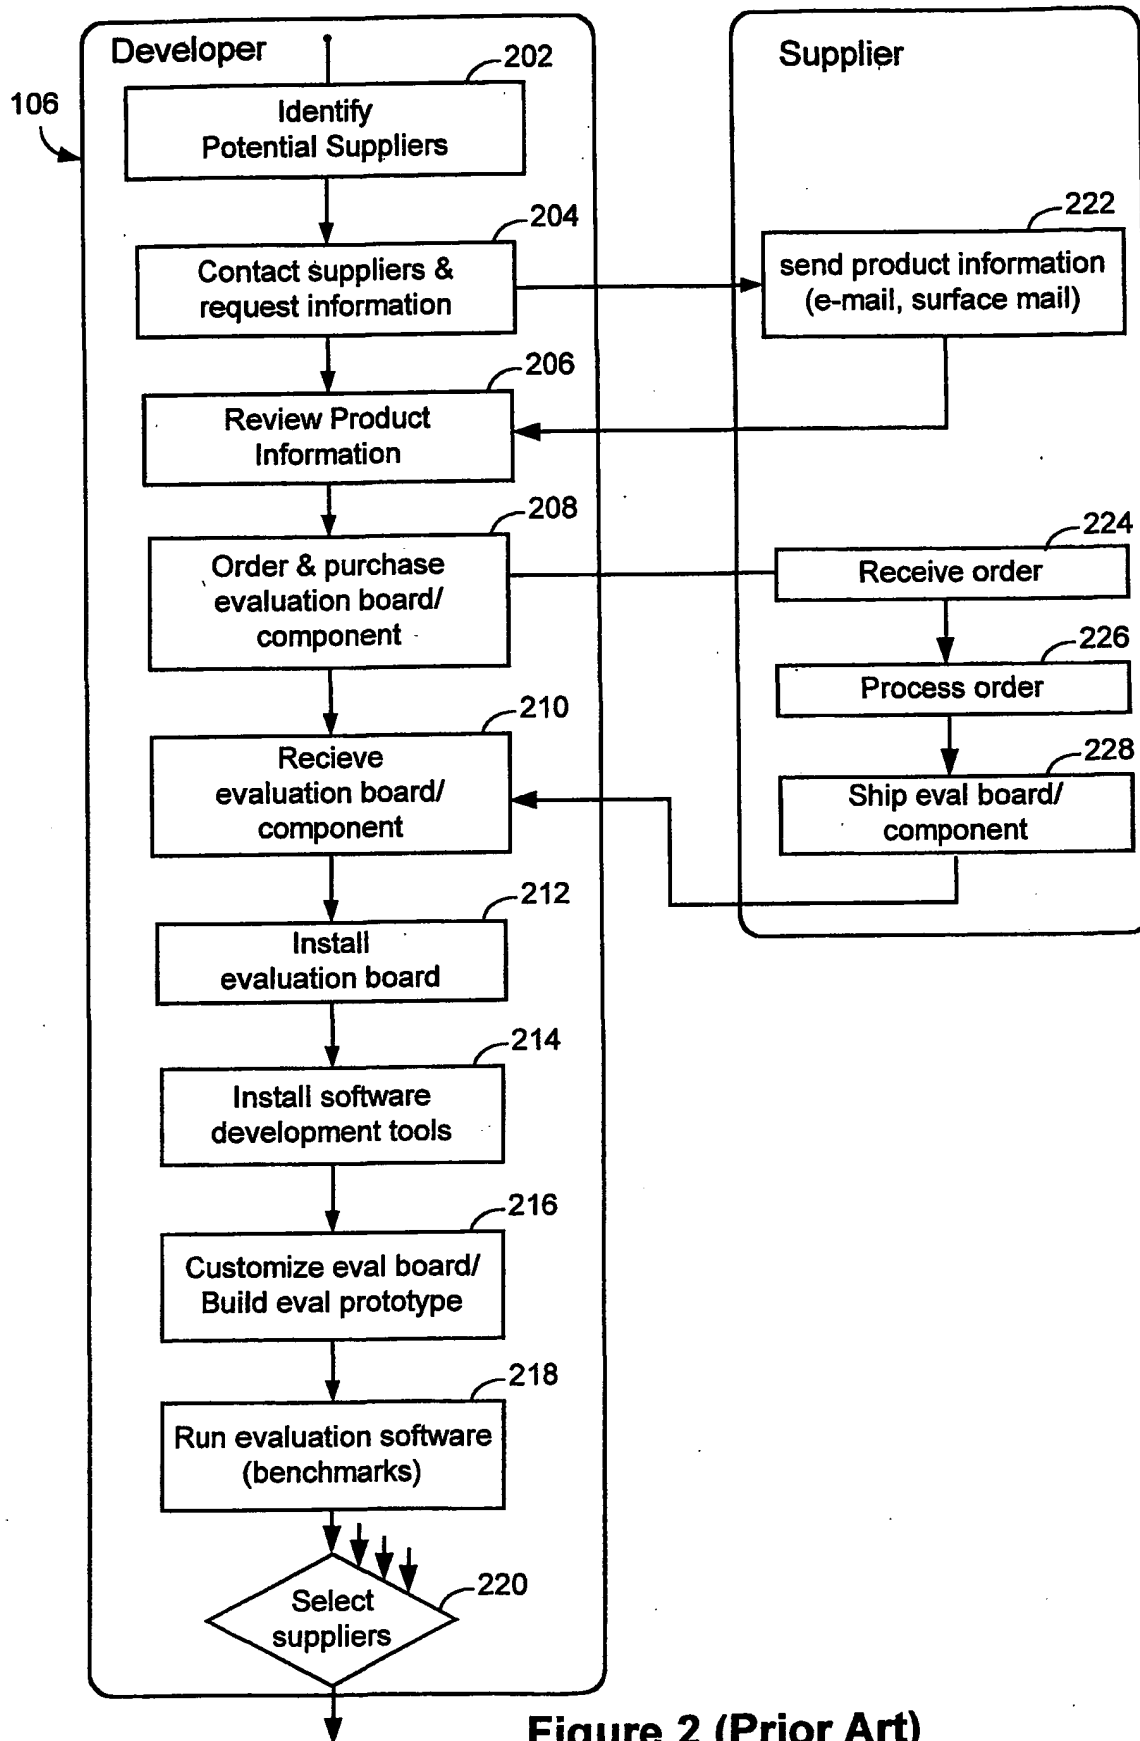 Developer
Supplier
106
202
Identify
Potential Suppliers
204
Contact suppliers &
request information
222
send product information
(e-mail, surface mail)
206
Review Product
Information
208
Order & purchase
evaluation board/
component
224
Receive order
226
Process order
210
Recieve
evaluation board/
component
228
Ship eval board/
component
212
Install
evaluation board
214
Install software
development tools
216
Customize eval board/
Build eval prototype
218
Run evaluation software
(benchmarks)
220
Select
suppliers
Figure 2 (Prior Art)